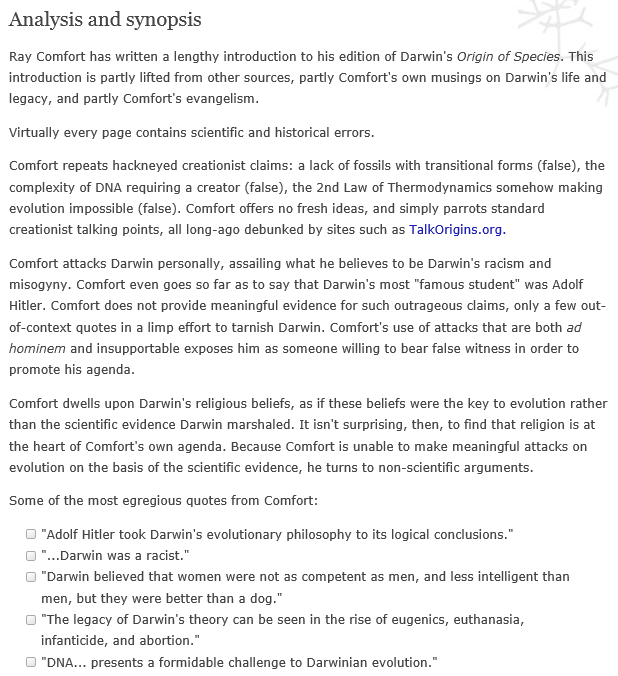 Analysis and synopsis
Ray Comfort has written a lengthy introduction to his edition of Darwin's Origin of Species. This
introduction is partly lifted from other sources, partly Comfort's own musings on Darwin's life and
legacy, and partly Comfort's evangelism.
Virtually every page contains scientific and historical errors.
Comfort repeats hackneyed creationist claims: a lack of fossils with transitional forms (false), the
complexity of DNA requiring a creator (false), the 2nd Law of Thermodynamics somehow making
evolution impossible (false). Comfort offers no fresh ideas, and simply parrots standard
creationist talking points, all long-ago debunked by sites such as TalkOrigins.org.
Comfort attacks Darwin personally, assailing what he believes to be Darwin's racism and
misogyny. Comfort even goes so far as to say that Darwin's most "famous student" was Adolf
Hitler. Comfort does not provide meaningful evidence for such outrageous claims, only a few out-
of-context quotes in a limp effort to tarnish Darwin. Comfort's use of attacks that are both ad
hominem and insupportable exposes him as someone willing to bear false witness in order to
promote his agenda.
Comfort dwells upon Darwin's religious beliefs, as if these beliefs were the key to evolution rather
than the scientific evidence Darwin marshaled. It isn't surprising, then, to find that religion is at
the heart of Comfort's own agenda. Because Comfort is unable to make meaningful attacks on
evolution on the basis of the scientific evidence, he turns to non-scientific arguments.
Some of the most egregious quotes from Comfort:
"Adolf Hitler took Darwin's evolutionary philosophy to its logical conclusions."
"...Darwin was a racist."
"Darwin believed that women were not as competent as men, and less intelligent than
men, but they were better than a dog."
"The legacy of Darwin's theory can be seen in the rise of eugenics, euthanasia,
infanticide, and abortion."
"DNA... presents a formidable challenge to Darwinian evolution."